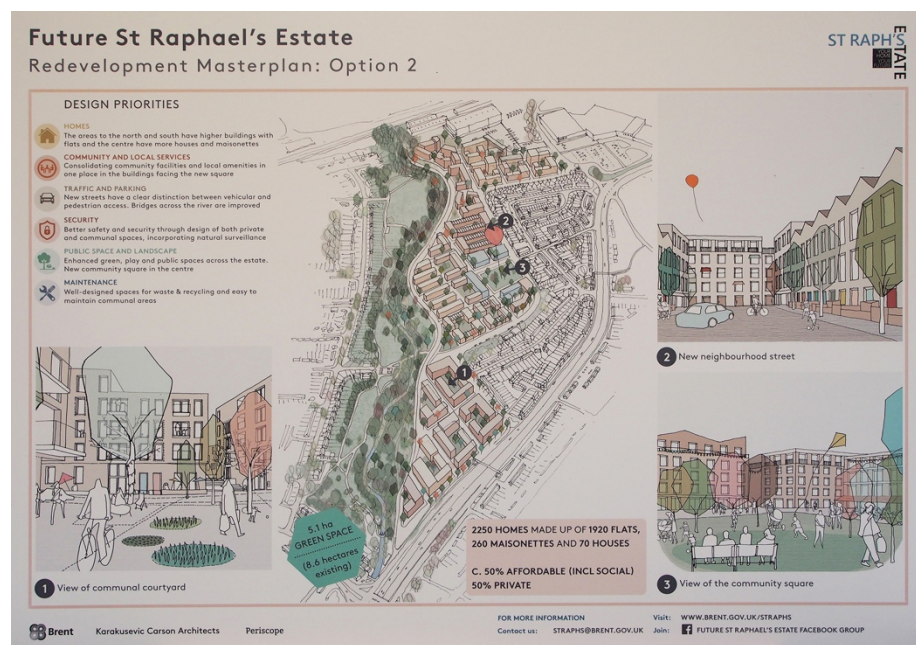 Future St Raphael's Estate
Redevelopment Masterplan: Option 2
ST RAPH'S
ESTATE
DESIGN PRIORITIES
HOMES
The areas to the north and south have higher buildings with
flats and the centre have more houses and maisonettes
COMMUNITY AND LOCAL SERVICES
Consolidating community facilities and local amenities in
one place in the buildings facing the new square
TRAFFIC AND PARKING
New streets have a clear distinction between vehicular and
pedestrian access. Bridges across the river are improved
SECURITY
Better safety and security through design of both private
and communal spaces, incorporating natural surveillance
PUBLIC SPACE AND LANDSCAPE
Enhanced green, play and public spaces across the estate.
New community square in the centre
MAINTENANCE
Well-designed spaces for waste & recycling and easy to
maintain communal areas
2
3
1
2 New neighbourhood street
5.1 ha
GREEN SPACE
(8.6 hectares
existing)
2250 HOMES MADE UP OF 1920 FLATS,
260 MAISONETTES AND 70 HOUSES
C. 50% AFFORDABLE (INCL SOCIAL)
50% PRIVATE
1 View of communal courtyard
3 View of the community square
Brent
Karakusevic Carson Architects
Periscope
FOR MORE INFORMATION
Contact us: STRAPHS@BRENT.GOV.UK
Visit: WWW.BRENT.GOV.UK/STRAPHS
Join: FUTURE ST RAPHAEL'S ESTATE FACEBOOK GROUP